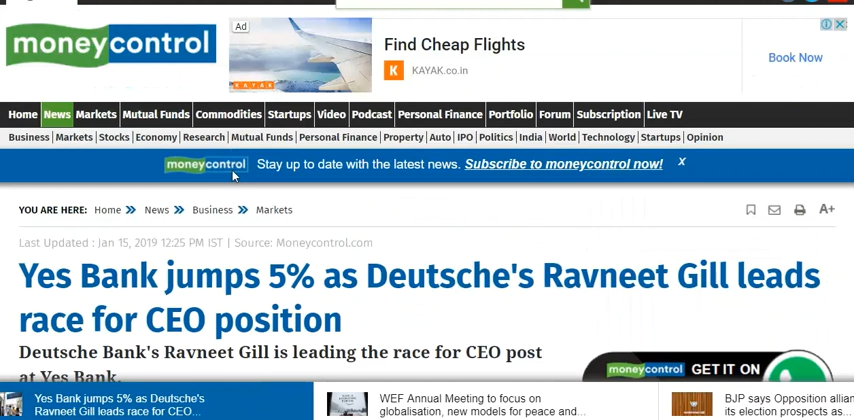 Ad
moneycontrol
Find Cheap Flights
KAYAK.co.in
KAYAK
Book Now
Home News Markets Mutual Funds Commodities Startups Video Podcast Personal Finance Portfolio Forum Subscription Live TV
Business Markets Stocks Economy Research Mutual Funds Personal Finance Property Auto IPO Politics India World Technology Startups Opinion
moneycontrol Stay up to date with the latest news. Subscribe to moneycontrol now! X
YOU ARE HERE: Home News Business Markets
A+
Last Updated : Jan 15, 2019 12:25 PM IST | Source: Moneycontrol.com
Yes Bank jumps 5% as Deutsche's Ravneet Gill leads
race for CEO position
Deutsche Bank's Ravneet Gill is leading the race for CEO post
at Yes Bank.
moneycontrol GET IT ON
Yes Bank jumps 5% as Deutsche's
Ravneet Gill leads race for CEO...
WEF Annual Meeting to focus on
globalisation, new models for peace and...
BJP says Opposition allian
its election prospects as...